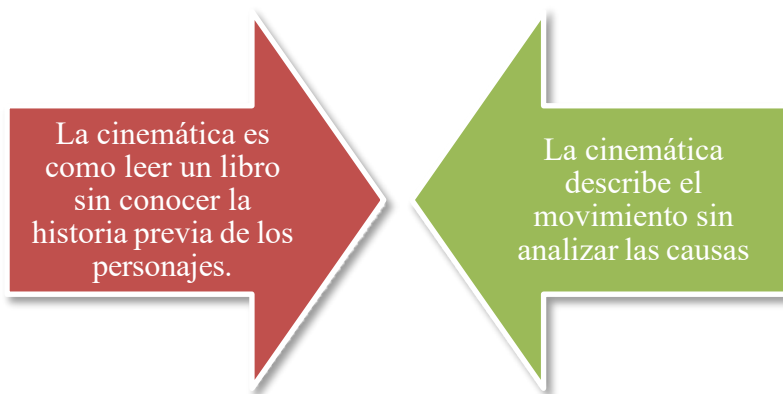 La cinemática es
como leer un libro
sin conocer la
historia previa de los
personajes.
La cinemática
describe el
movimiento sin
analizar las causas